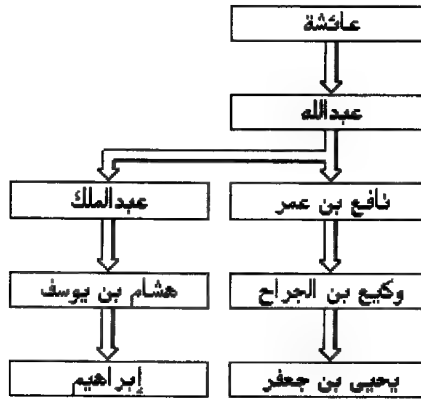 عائشة
عبدالله
نافع بن عمر
عبدالملك
وكيع بن الجراح
هشام بن يوسف
يحيى بن جعفر
إبراهيم